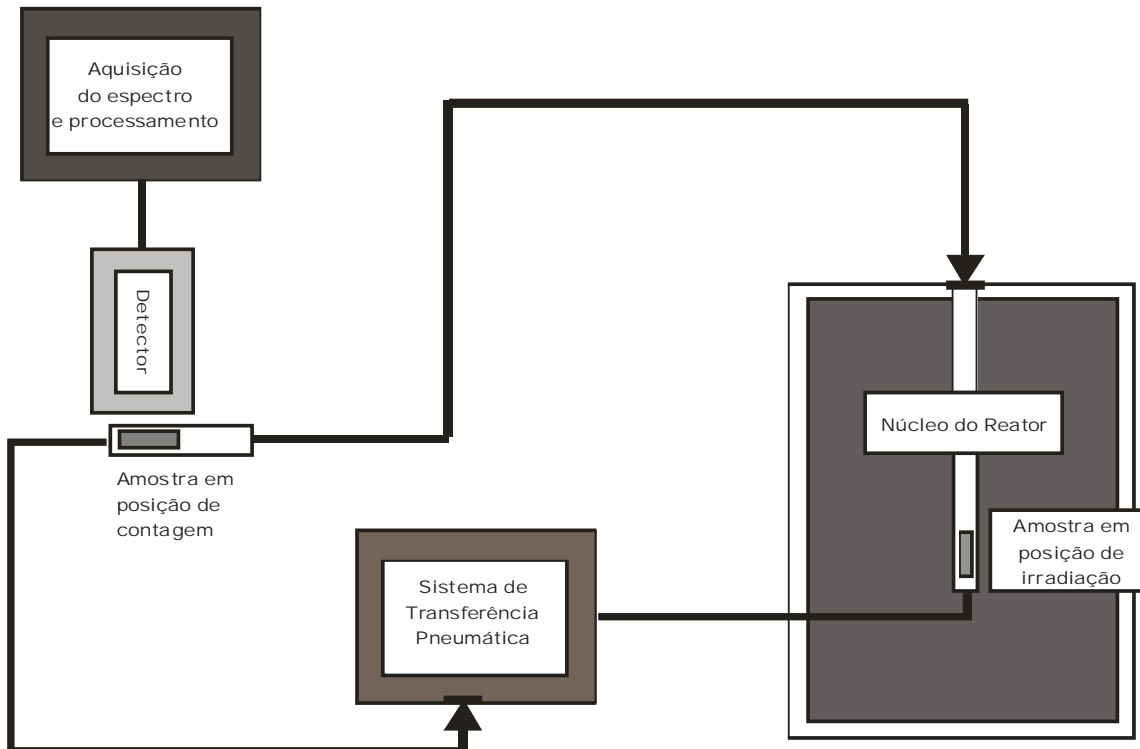 Aquisição
do espectro
e processamento
Detector
Amostra em
posição de
contagem
Sistema de
Transferência
Pneumática
Núcleo do Reator
Amostra em
posição de
irradiação